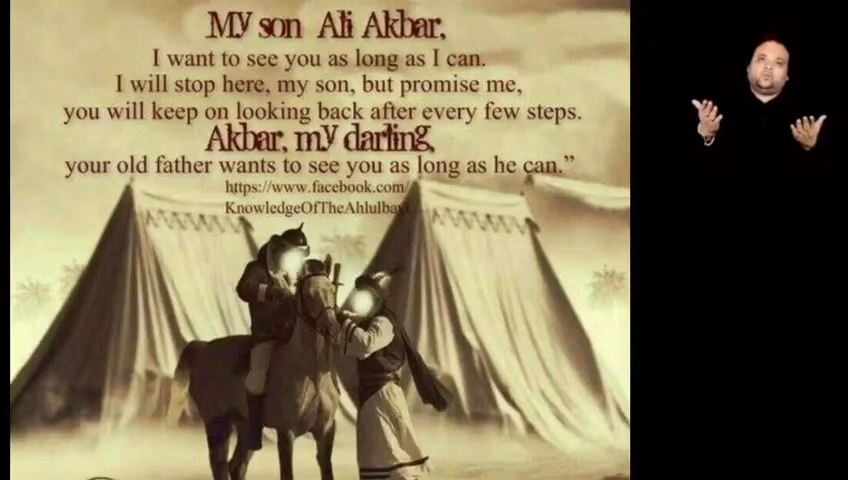 My son Ali Akbar,
I want to see you as long as I can.
I will stop here, my son, but promise me,
you will keep on looking back after every few steps.
Akbar, my darling,
your old father wants to see you as long as he can.”
https://www.facebook.com/
KnowledgeOfTheAhlulbayt